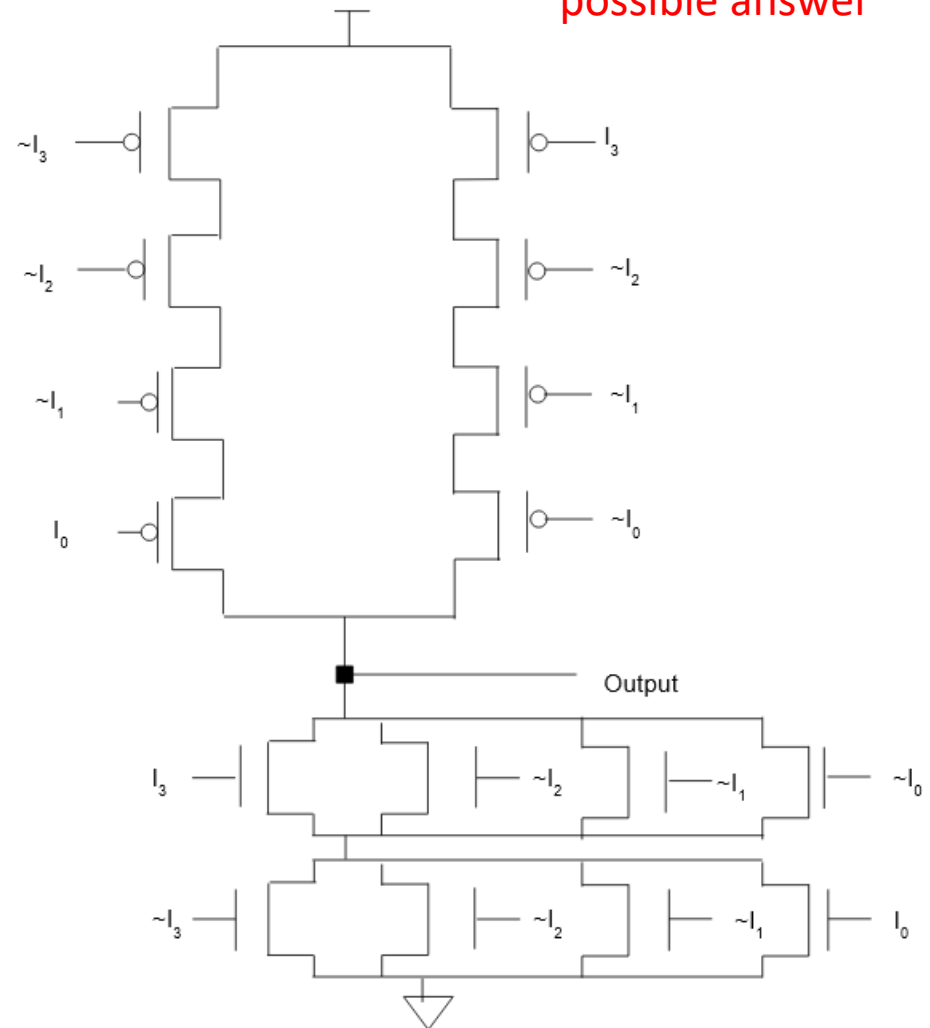 possible answer
~I₃
I₃
~I₂
~I₂
~I₁
~I₁
I₀
~I₀
Output
I₃
~I₂
~I₁
~I₀
~I₃
~I₂
~I₁
I₀